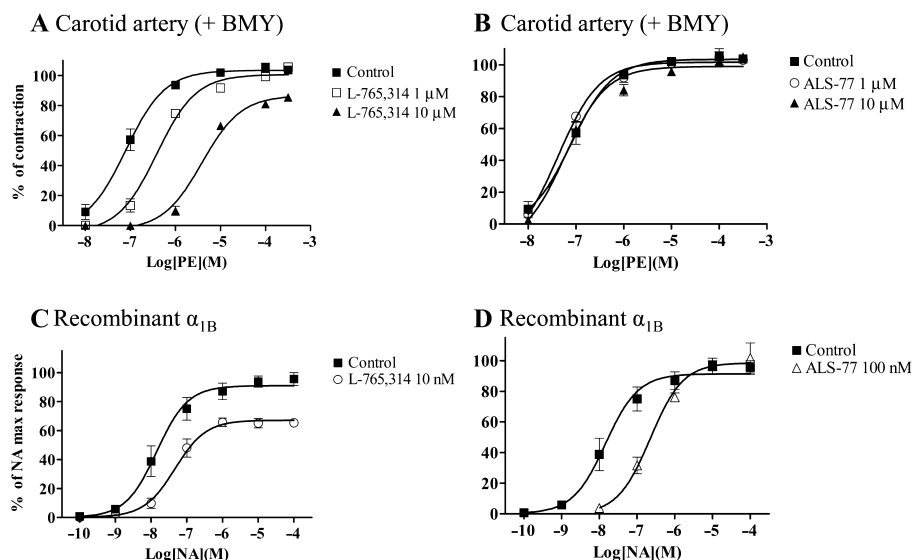 A Carotid artery (+ BMY)
% of contraction
100
80
60
40
20
0
-8 -7 -6 -5 -4 -3
Log[PE](M)
Control
L-765,314 1 µM
L-765,314 10 µM
B Carotid artery (+ BMY)
100
80
60
40
20
0
-8 -7 -6 -5 -4 -3
Log[PE](M)
Control
ALS-77 1 µM
ALS-77 10 µM
C Recombinant α1B
% of NA max response
100
80
60
40
20
0
-10 -9 -8 -7 -6 -5 -4
Log[NA](M)
Control
L-765,314 10 nM
D Recombinant α1B
100
80
60
40
20
0
-10 -9 -8 -7 -6 -5 -4
Log[NA](M)
Control
ALS-77 100 nM